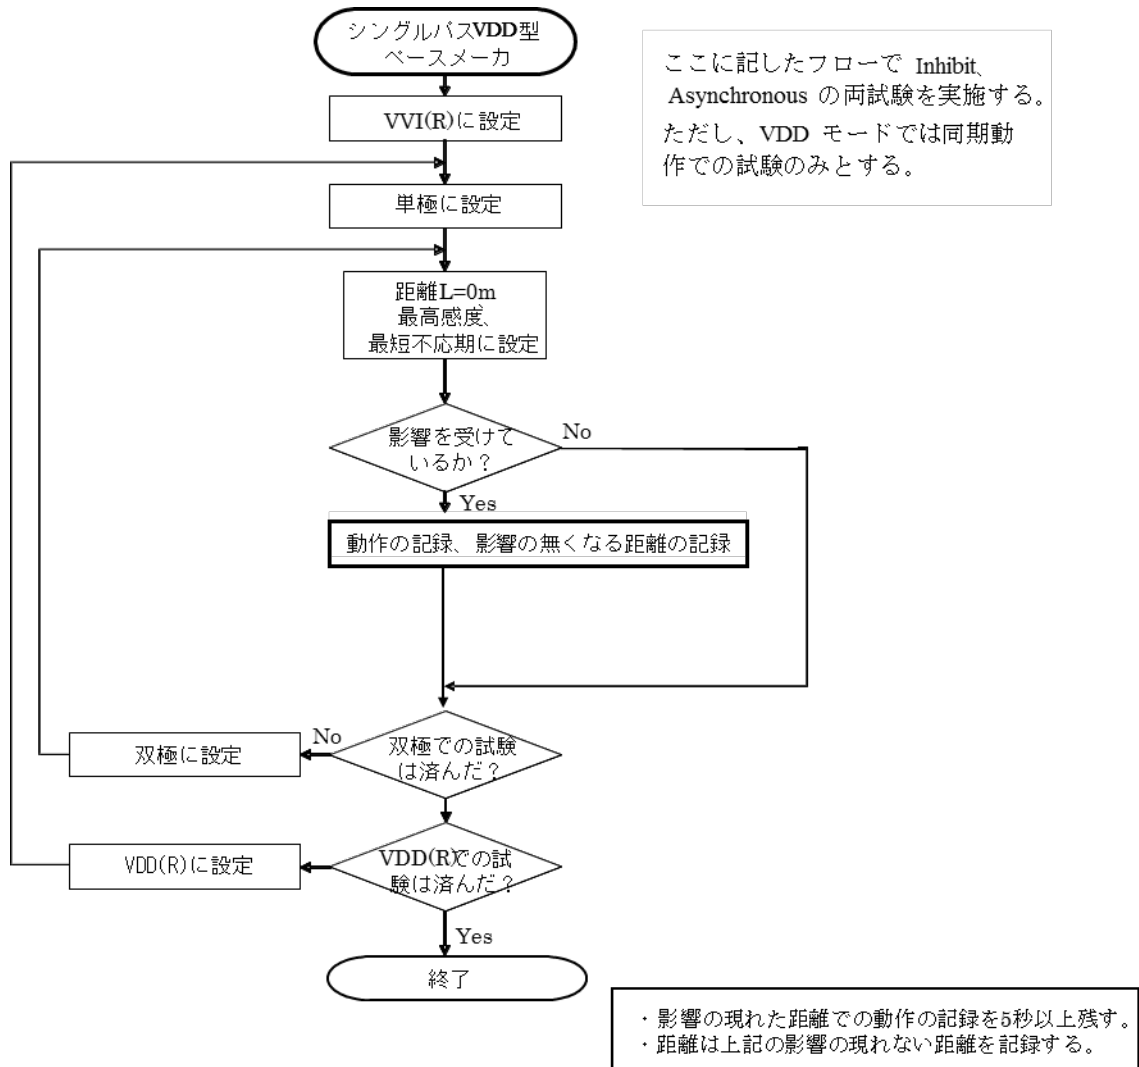 シングルパスVDD型
ペースメーカ
ここに記したフローで Inhibit、
Asynchronous の両試験を実施する。
ただし、VDD モードでは同期動
作での試験のみとする。
VVI(R)に設定
単極に設定
距離L=0m
最高感度、
最短不応期に設定
影響を受けて
いるか？
No
Yes
動作の記録、影響の無くなる距離の記録
双極での試験
は済んだ？
No
双極に設定
VDD(R)での試
験は済んだ？
VDD(R)に設定
Yes
終了
・影響の現れた距離での動作の記録を5秒以上残す。
・距離は上記の影響の現れない距離を記録する。